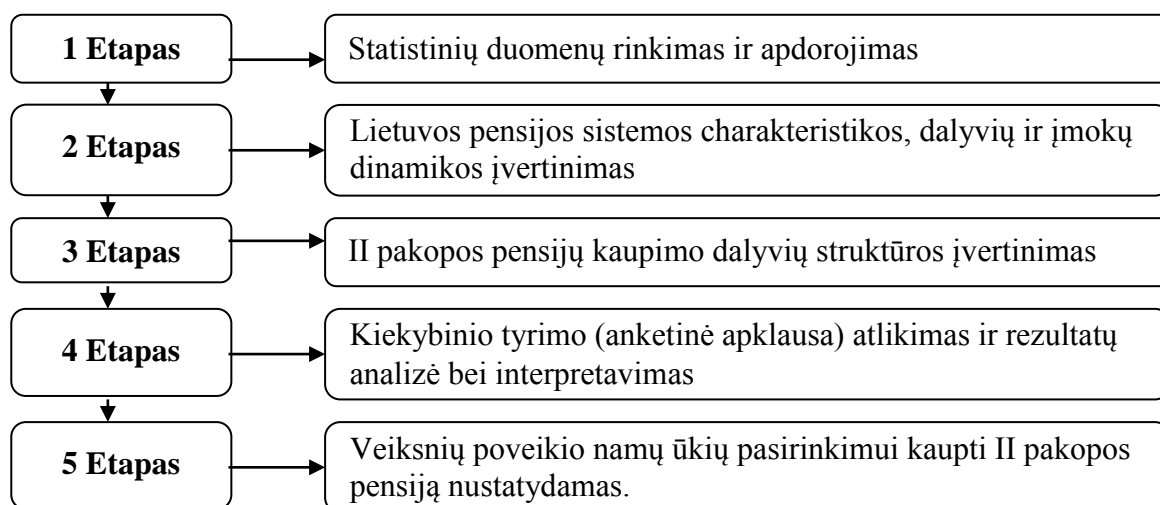 1 Etapas
Statistinių duomenų rinkimas ir apdorojimas
2 Etapas
Lietuvos pensijos sistemos charakteristikos, dalyvių ir įmokų
dinamikos įvertinimas
3 Etapas
II pakopos pensijų kaupimo dalyvių struktūros įvertinimas
4 Etapas
Kiekybinio tyrimo (anketinė apklausa) atlikimas ir rezultatų
analizė bei interpretavimas
5 Etapas
Veiksnių poveikio namų ūkių pasirinkimui kaupti II pakopos
pensiją nustatydamas.